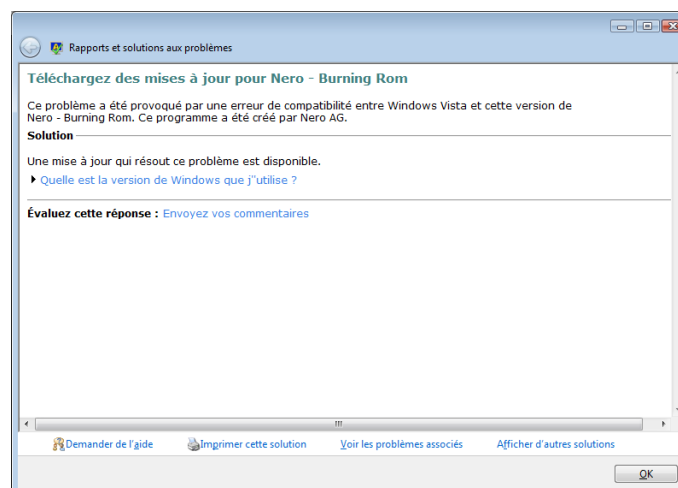 Rapports et solutions aux problèmes
Téléchargez des mises à jour pour Nero - Burning Rom
Ce problème a été provoqué par une erreur de compatibilité entre Windows Vista et cette version de
Nero - Burning Rom. Ce programme a été créé par Nero AG.
Solution
Une mise à jour qui résout ce problème est disponible.
Quelle est la version de Windows que j''utilise ?
Évaluez cette réponse : Envoyez vos commentaires
Demander de l'aide Imprimer cette solution Voir les problèmes associés Afficher d'autres solutions
OK